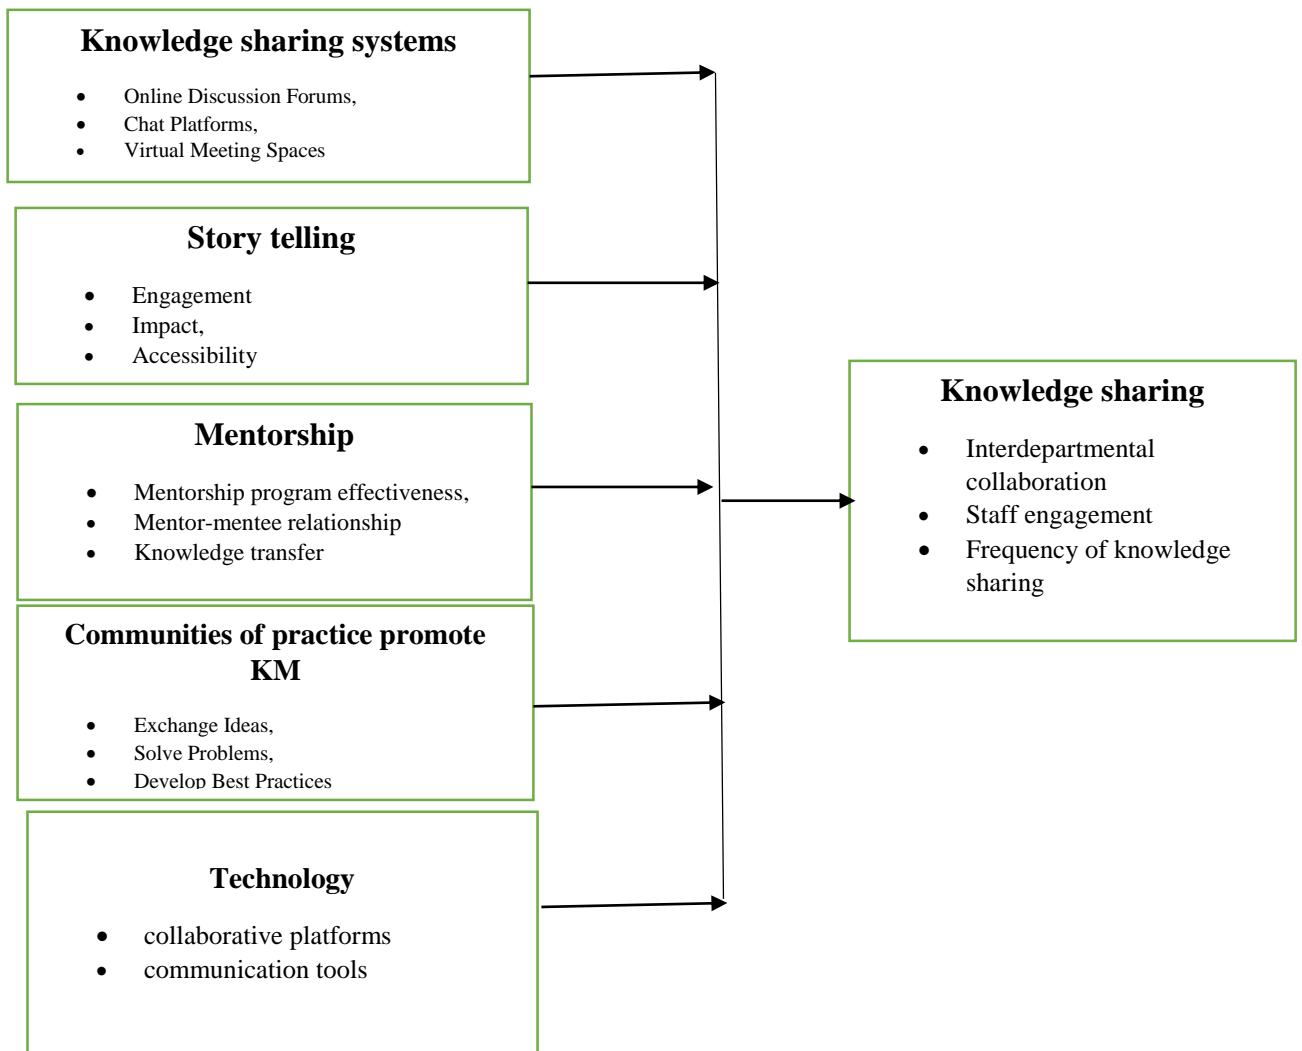 Knowledge sharing systems
• Online Discussion Forums,
• Chat Platforms,
• Virtual Meeting Spaces
Story telling
• Engagement
• Impact,
• Accessibility
Mentorship
• Mentorship program effectiveness,
• Mentor-mentee relationship
• Knowledge transfer
Communities of practice promote
KM
• Exchange Ideas,
• Solve Problems,
• Develop Best Practices
Technology
• collaborative platforms
• communication tools
Knowledge sharing
• Interdepartmental
collaboration
• Staff engagement
• Frequency of knowledge
sharing